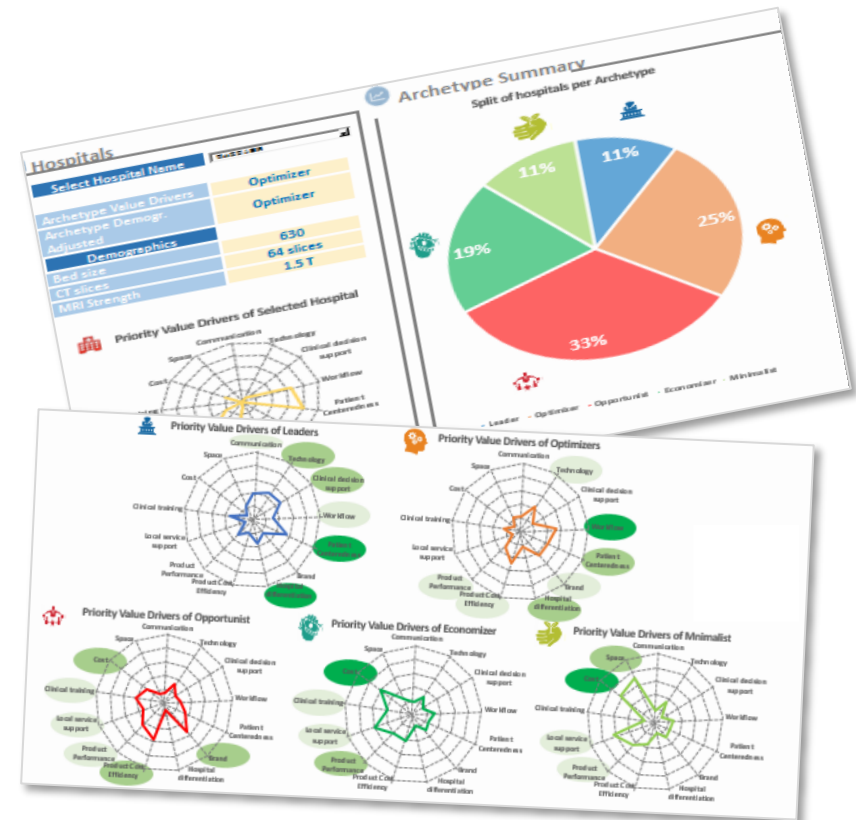 Archetype Summary
Split of hospitals per Archetype
11%
11%
25%
19%
33%
Leader Optimizer Opportunist Economizer Minimalist
Hospitals
Select Hospital Name
Archetype Value Drivers Optimizer
Archetype Demogr. Adjusted Optimizer
Demographics
Bed size 630
CT slices 64 slices
MRI Strength 1.5 T
Priority Value Drivers of Selected Hospital
Communication
Technology
Clinical decision
support
Workflow
Patient
Centeredness
Space
Cost
Priority Value Drivers of Leaders
Communication
Technology
Clinical decision
support
Workflow
Patient
Centeredness
Brand
Hospital
differentiation
Product Cost
Efficiency
Product
Performance
Local service
support
Clinical training
Cost
Space
Priority Value Drivers of Optimizers
Communication
Technology
Clinical decision
support
Workflow
Patient
Centeredness
Brand
Hospital
differentiation
Product Cost
Efficiency
Product
Performance
Local service
support
Clinical training
Cost
Space
Priority Value Drivers of Opportunist
Communication
Technology
Clinical decision
support
Workflow
Patient
Centeredness
Brand
Hospital
differentiation
Product Cost
Efficiency
Product
Performance
Local service
support
Clinical training
Cost
Space
Priority Value Drivers of Economizer
Communication
Technology
Clinical decision
support
Workflow
Patient
Centeredness
Brand
Hospital
differentiation
Product Cost
Efficiency
Product
Performance
Local service
support
Clinical training
Cost
Space
Priority Value Drivers of Mnimalist
Communication
Technology
Clinical decision
support
Workflow
Patient
Centeredness
Brand
Hospital
differentiation
Product Cost
Efficiency
Product
Performance
Local service
support
Clinical training
Cost
Space